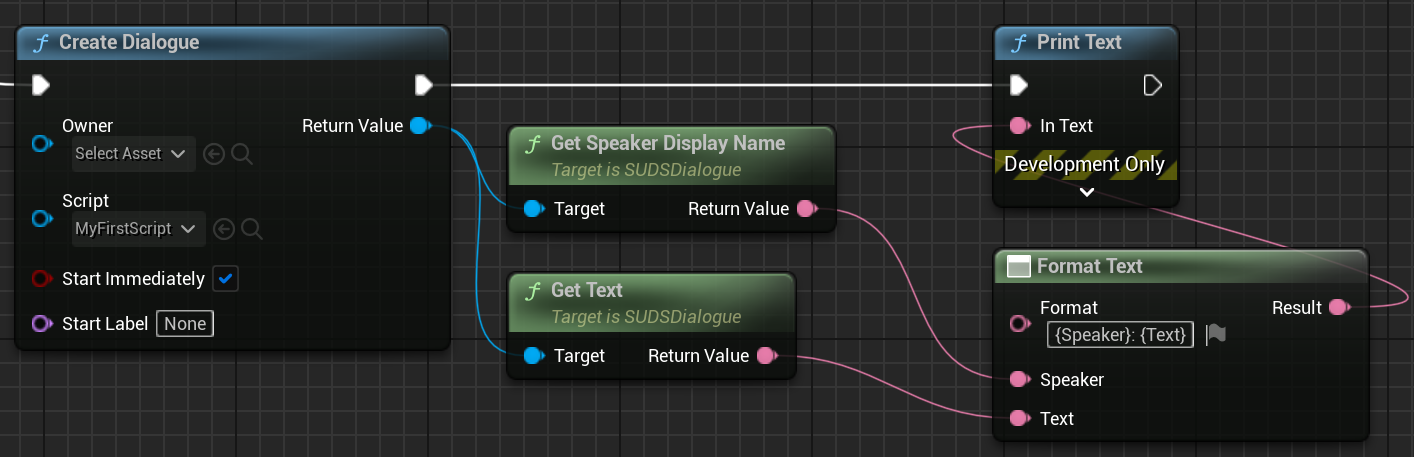 Create Dialogue
Owner
Select Asset
Return Value
Script
MyFirstScript
Start Immediately
Start Label None
Get Speaker Display Name
Target is SUDSDialogue
Target Return Value
Get Text
Target is SUDSDialogue
Target Return Value
Print Text
In Text
Development Only
Format Text
Format
{Speaker}: {Text}
Result
Speaker
Text